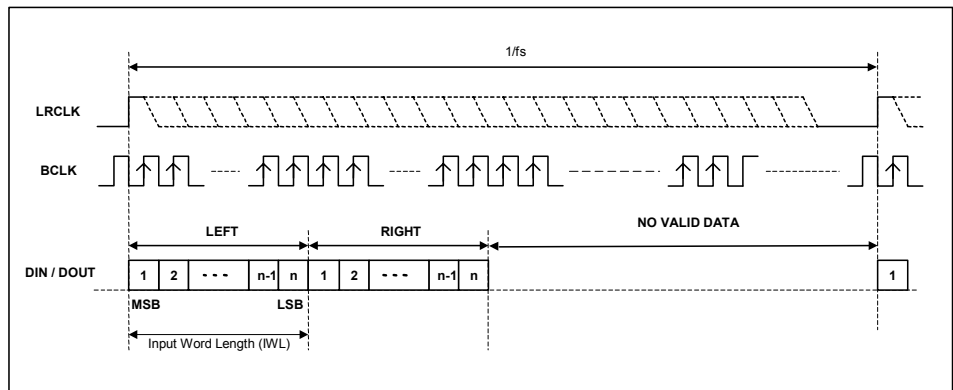 1/fs
LRCLK
BCLK
LEFT RIGHT NO VALID DATA
DIN / DOUT 1 2 - - - n-1 n 1 2 - - - n-1 n 1
MSB LSB
Input Word Length (IWL)